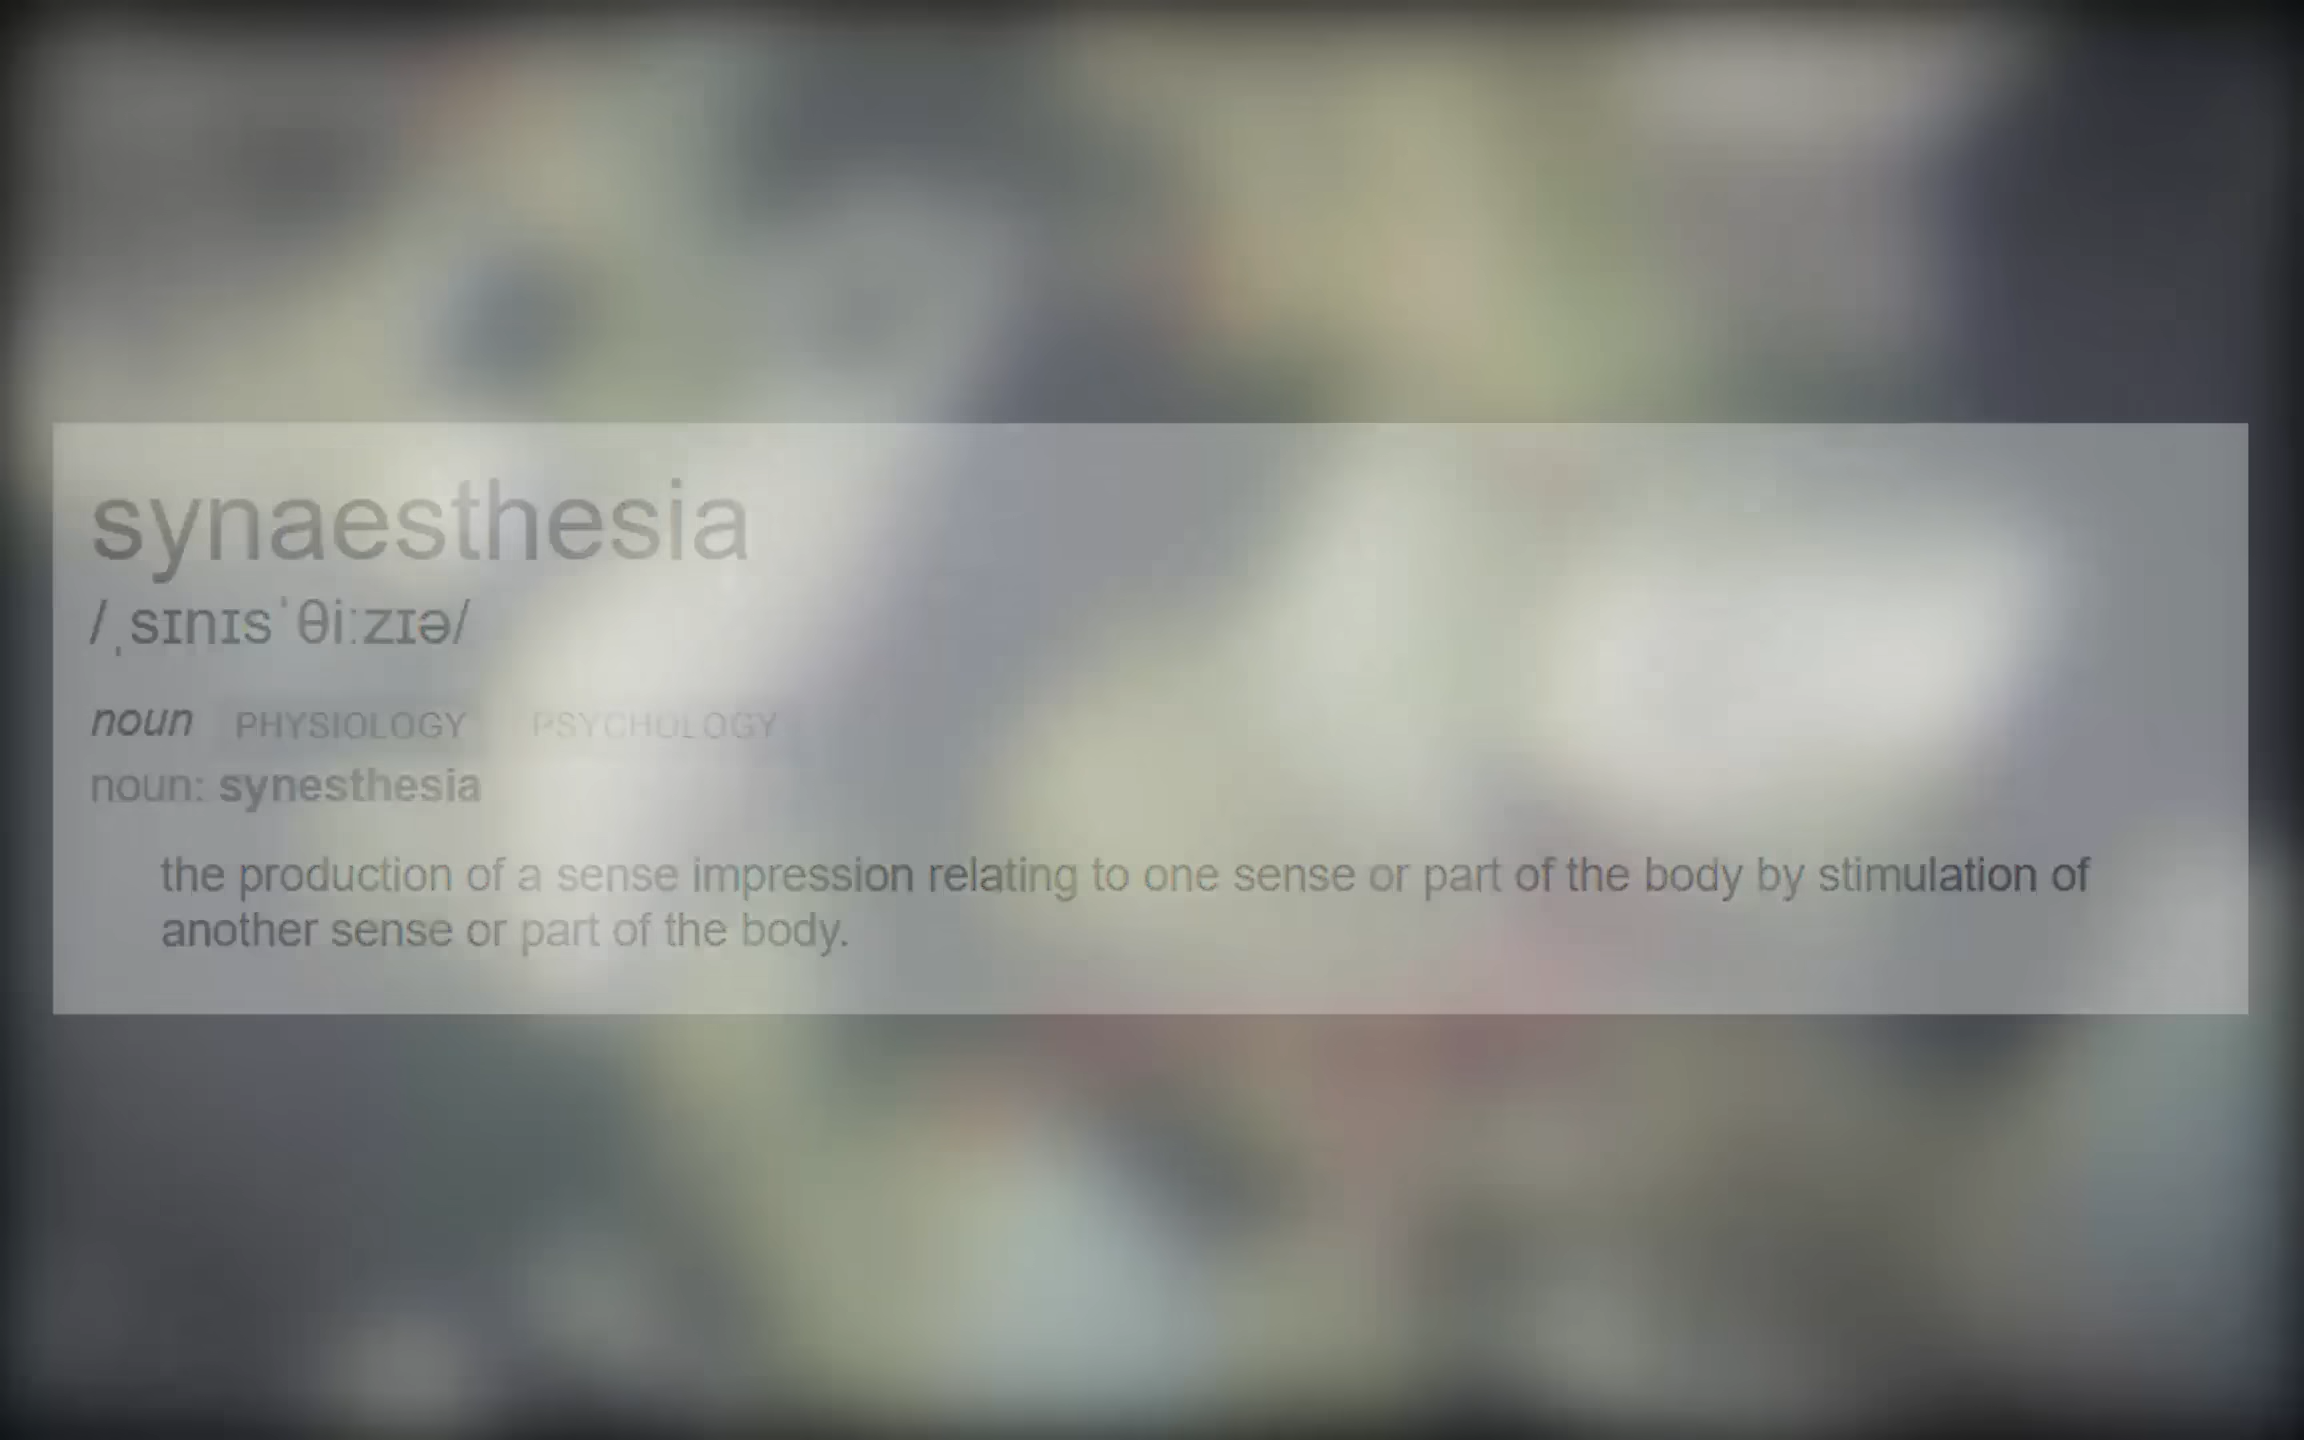 synaesthesia
/ˌsɪnɪsˈθiːzɪə/
noun PHYSIOLOGY PSYCHOLOGY
noun: synesthesia
the production of a sense impression relating to one sense or part of the body by stimulation of
another sense or part of the body.